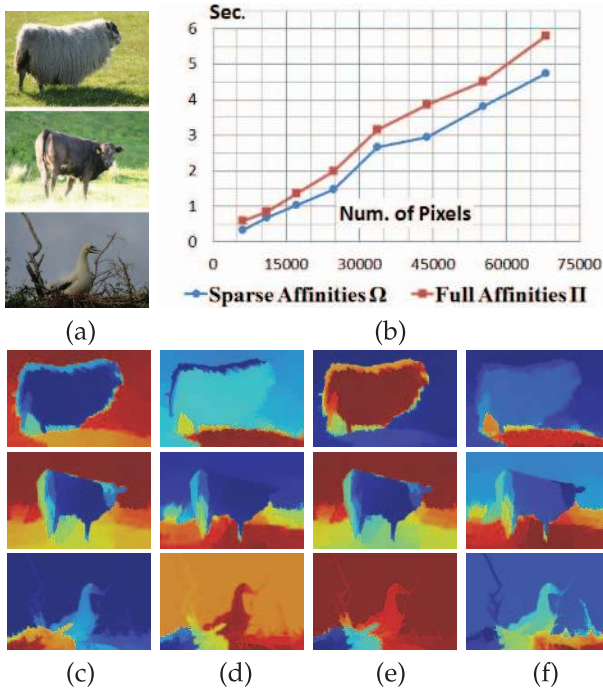 Sec.
6
5
4
3
2
1
0
Num. of Pixels
0 15000 30000 45000 60000 75000
Sparse Affinities Ω Full Affinities Π
(a) (b)
(c) (d) (e) (f)